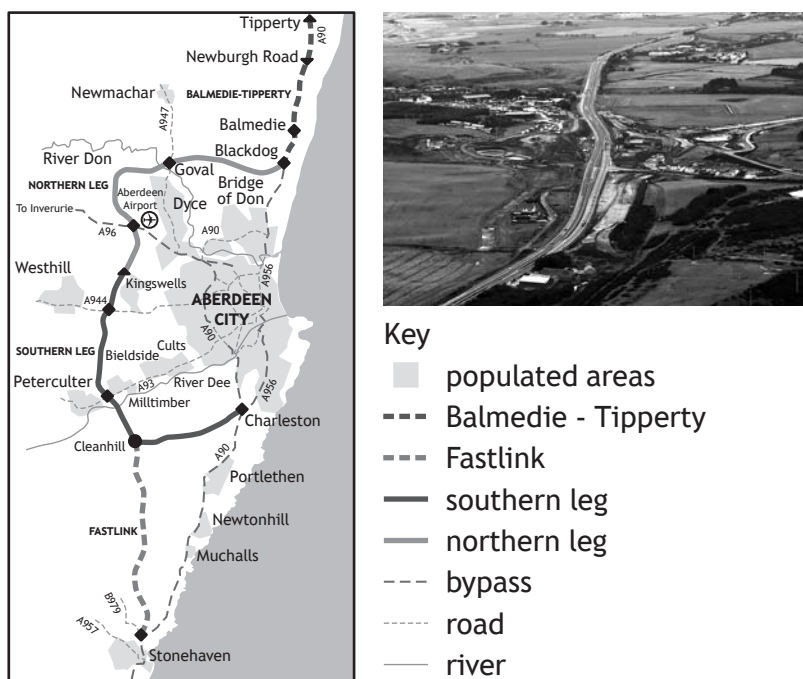 Tipperty
A90
Newburgh Road
Newmachar
BALMEDIE-TIPPERTY
A947
Balmedie
Blackdog
River Don
Goval
NORTHERN LEG
Aberdeen
Airport
Dyce
Bridge
of Don
To Inverurie
A96
A90
Westhill
Kingswells
A956
A944
ABERDEEN
CITY
A90
SOUTHERN LEG
Bieldside
Cults
Peterculter
A93
River Dee
Milltimber
A956
Charleston
Cleanhill
A90
Portlethen
FASTLINK
Newtonhill
Muchalls
B979
A957
Stonehaven
Key
populated areas
Balmedie - Tipperty
Fastlink
southern leg
northern leg
bypass
road
river